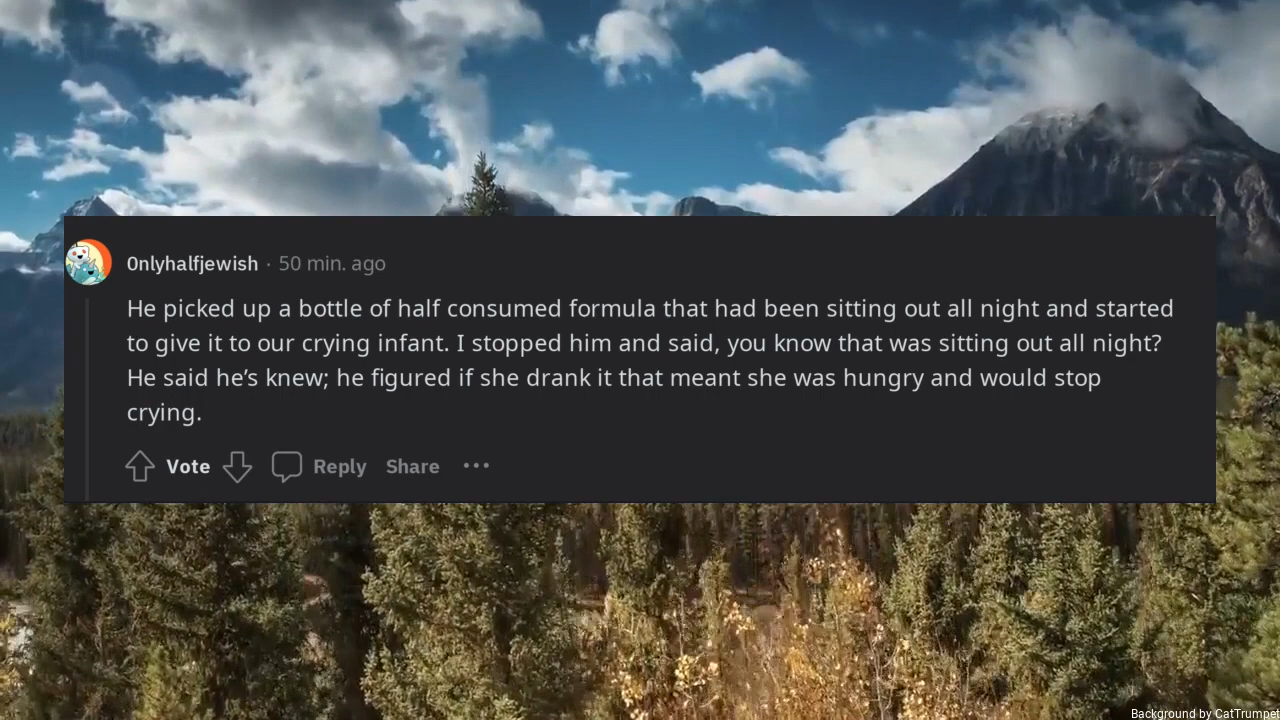 0nlyhalfjewish · 50 min. ago
He picked up a bottle of half consumed formula that had been sitting out all night and started
to give it to our crying infant. I stopped him and said, you know that was sitting out all night?
He said he’s knew; he figured if she drank it that meant she was hungry and would stop
crying.
Vote Reply Share ···
Background by CatTrumpet